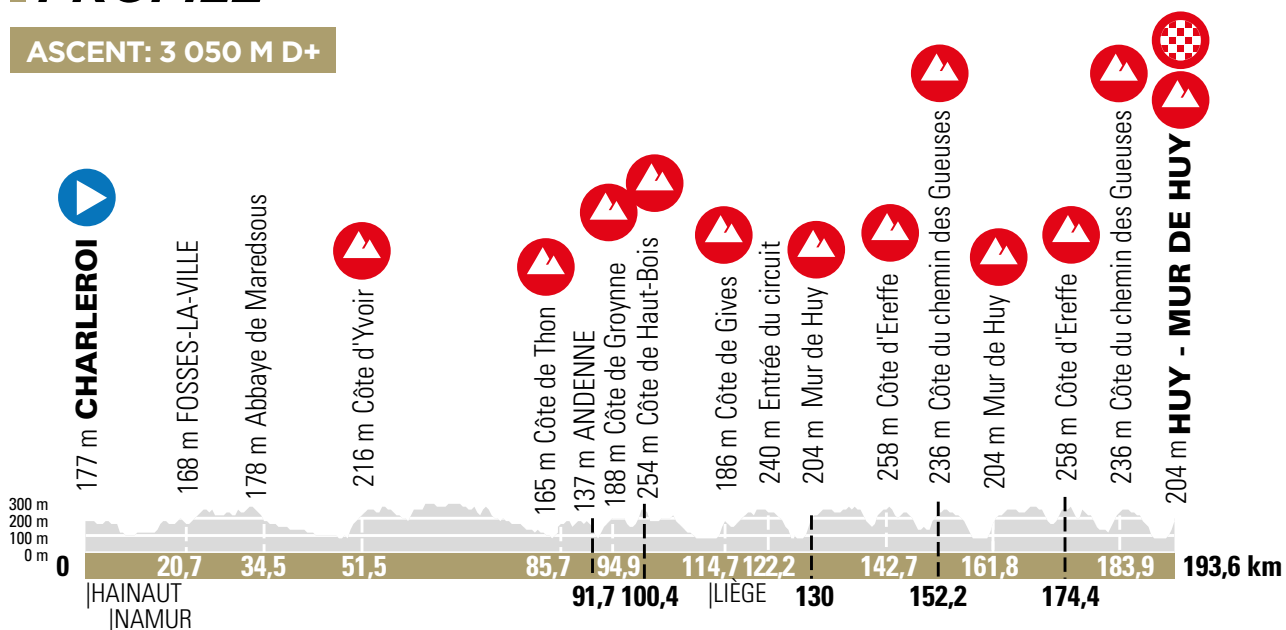 PROFILE
ASCENT: 3 050 M D+
177 m CHARLEROI
168 m FOSSES-LA-VILLE
178 m Abbaye de Maredsous
216 m Côte d'Yvoir
165 m Côte de Thon
137 m ANDENNE
188 m Côte de Groynne
254 m Côte de Haut-Bois
186 m Côte de Gives
240 m Entrée du circuit
204 m Mur de Huy
258 m Côte d'Ereffe
236 m Côte du chemin des Gueuses
204 m Mur de Huy
258 m Côte d'Ereffe
236 m Côte du chemin des Gueuses
204 m HUY - MUR DE HUY
300 m
200 m
100 m
0 m
0 20,7 34,5 51,5 85,7 94,9 114,7 122,2 142,7 161,8 183,9 193,6 km
91,7 100,4 130 152,2 174,4
|HAINAUT |LIÈGE
|NAMUR